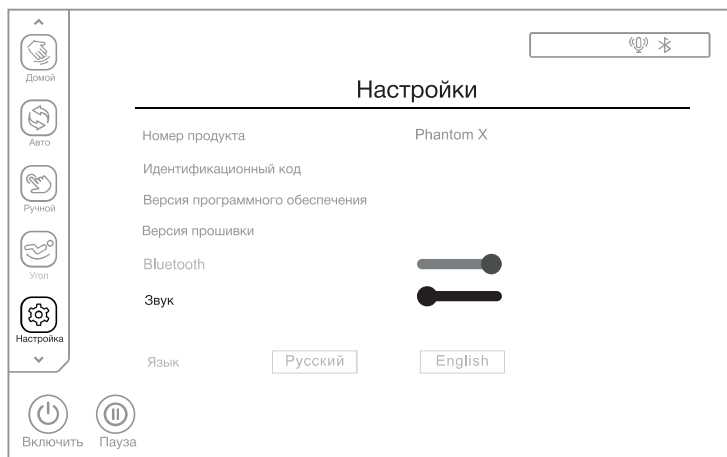 Домой
Авто
Ручной
Угол
Настройка
Настройки
Номер продукта Phantom X
Идентификационный код
Версия программного обеспечения
Версия прошивки
Bluetooth
Звук
Язык Русский English
Включить Пауза